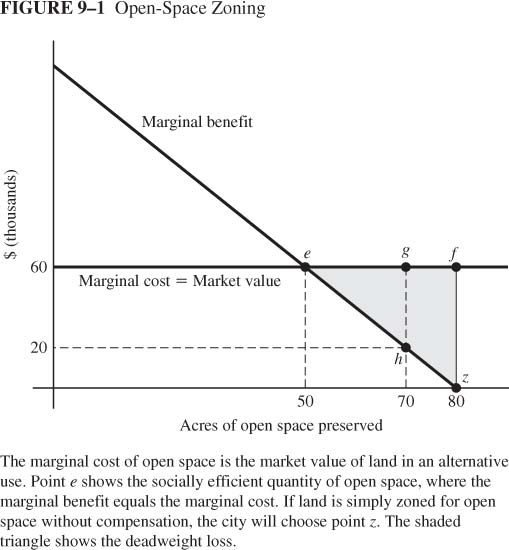 FIGURE 9–1 Open-Space Zoning
Marginal benefit
$ (thousands)
e
g
f
60
Marginal cost = Market value
20
h
z
50
70
80
Acres of open space preserved
The marginal cost of open space is the market value of land in an alternative
use. Point e shows the socially efficient quantity of open space, where the
marginal benefit equals the marginal cost. If land is simply zoned for open
space without compensation, the city will choose point z. The shaded
triangle shows the deadweight loss.